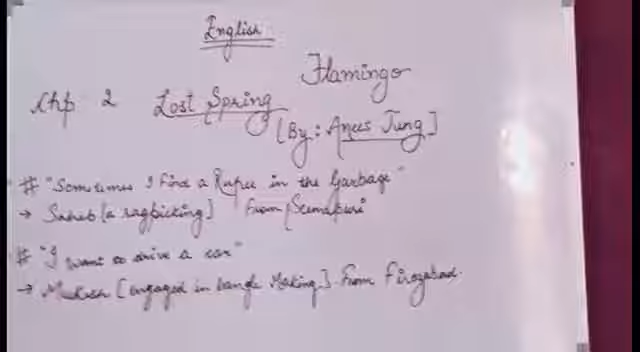 English
Flamingo
Chp 2 Lost Spring
[By : Anees Jung]
# "Sometimes I find a Rupee in the Garbage"
→ Saheb [a ragpicking] from Seemapuri
# "I want to drive a car"
→ Mukesh [engaged in bangle Making] from Firozabad.